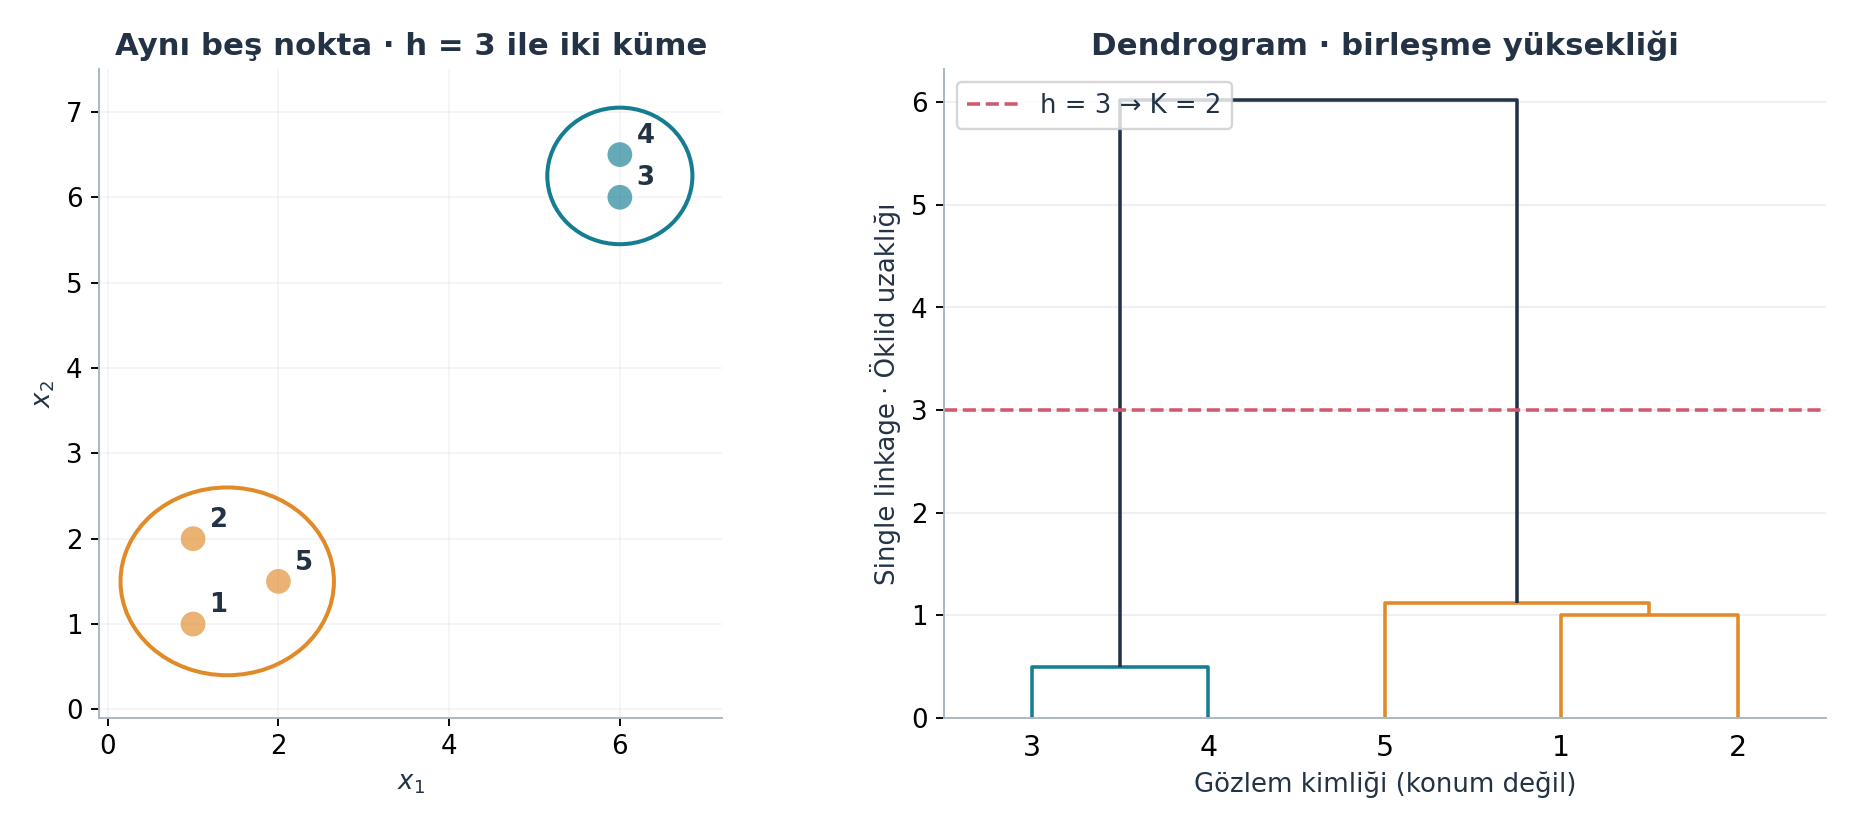 Aynı beş nokta · h = 3 ile iki küme
7
6
5
4
3
2
1
0
0 2 4 6
x₂
x₁
4
3
2
5
1
Dendrogram · birleşme yüksekliği
h = 3 → K = 2
6
5
4
3
2
1
0
Single linkage · Öklid uzaklığı
3 4 5 1 2
Gözlem kimliği (konum değil)